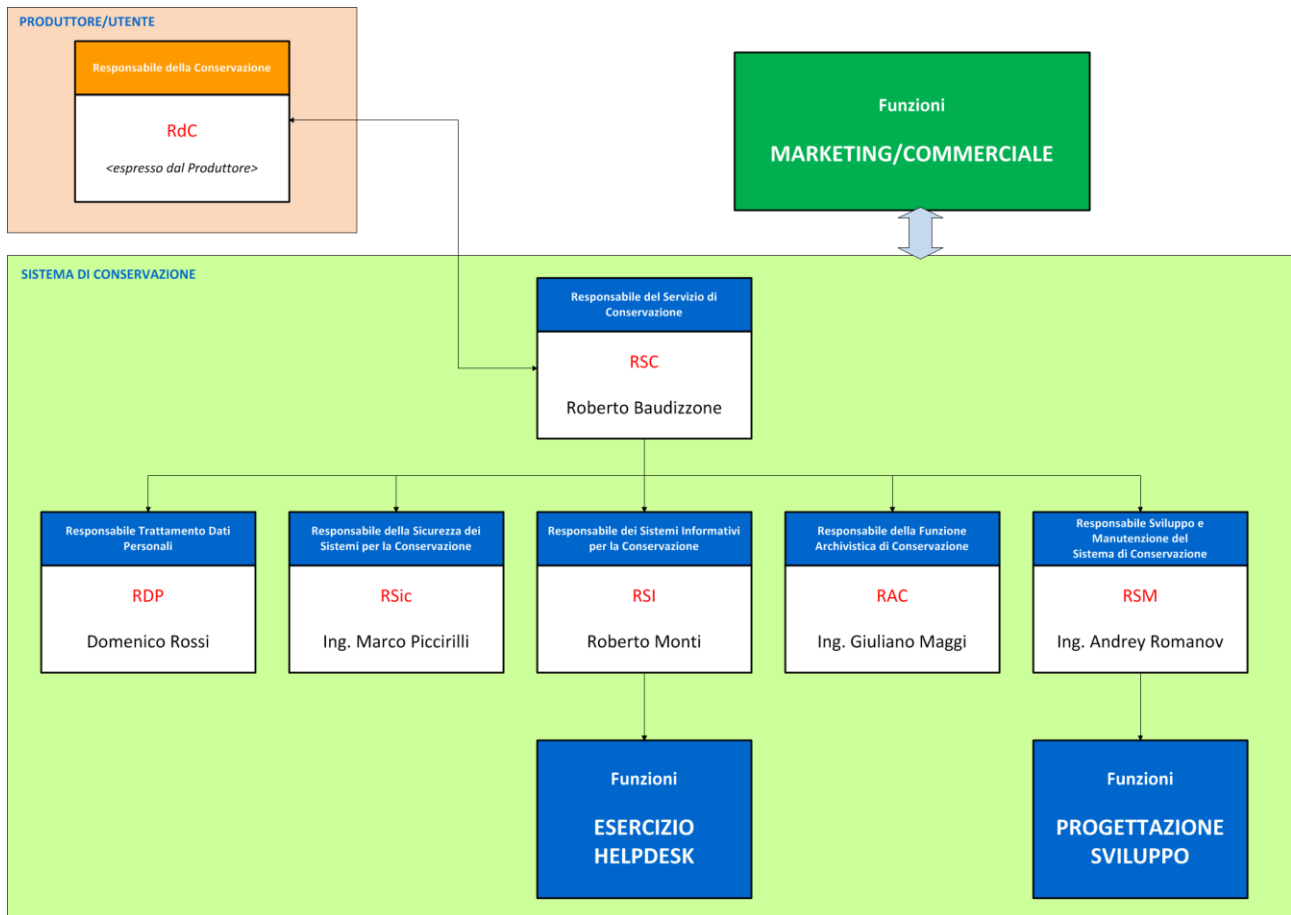 PRODUTTORE/UTENTE
Responsabile della Conservazione
RdC
<espresso dal Produttore>
Funzioni
MARKETING/COMMERCIALE
SISTEMA DI CONSERVAZIONE
Responsabile del Servizio di
Conservazione
RSC
Roberto Baudizzone
Responsabile Trattamento Dati
Personali
RDP
Domenico Rossi
Responsabile della Sicurezza dei
Sistemi per la Conservazione
RSic
Ing. Marco Piccirilli
Responsabile dei Sistemi Informativi
per la Conservazione
RSI
Roberto Monti
Responsabile della Funzione
Archivistica di Conservazione
RAC
Ing. Giuliano Maggi
Responsabile Sviluppo e
Manutenzione del
Sistema di Conservazione
RSM
Ing. Andrey Romanov
Funzioni
ESERCIZIO
HELPDESK
Funzioni
PROGETTAZIONE
SVILUPPO